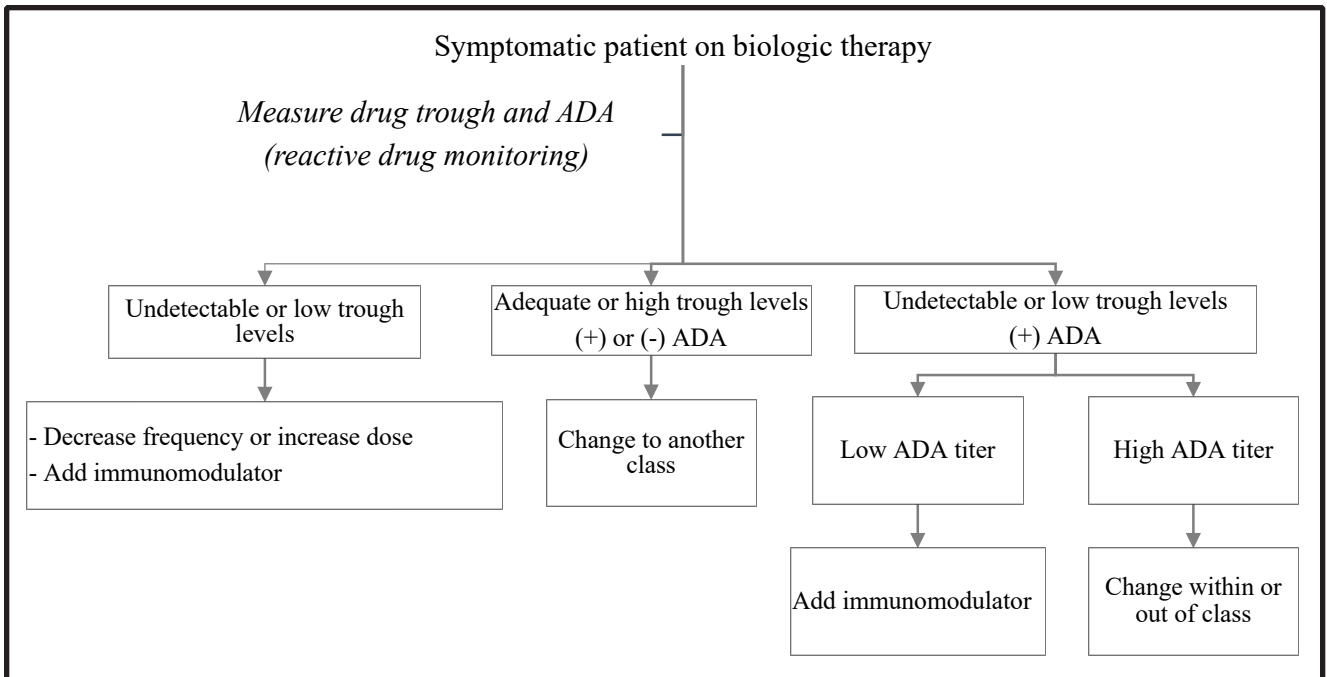 Symptomatic patient on biologic therapy
Measure drug trough and ADA
(reactive drug monitoring)
Undetectable or low trough
levels
Adequate or high trough levels
(+) or (-) ADA
Undetectable or low trough levels
(+) ADA
- Decrease frequency or increase dose
- Add immunomodulator
Change to another
class
Low ADA titer
High ADA titer
Add immunomodulator
Change within or
out of class